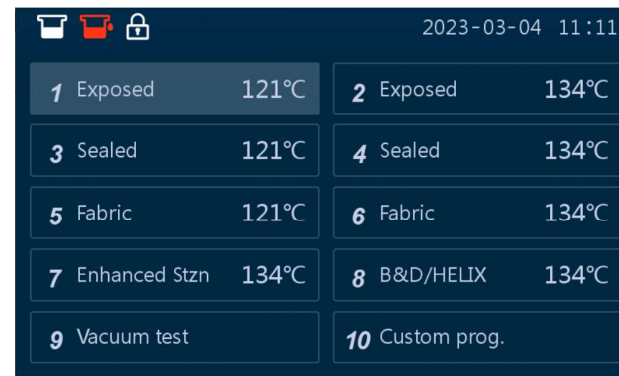 2023-03-04 11:11
1 Exposed 121℃ 2 Exposed 134℃
3 Sealed 121℃ 4 Sealed 134℃
5 Fabric 121℃ 6 Fabric 134℃
7 Enhanced Stzn 134℃ 8 B&D/HELIX 134℃
9 Vacuum test 10 Custom prog.